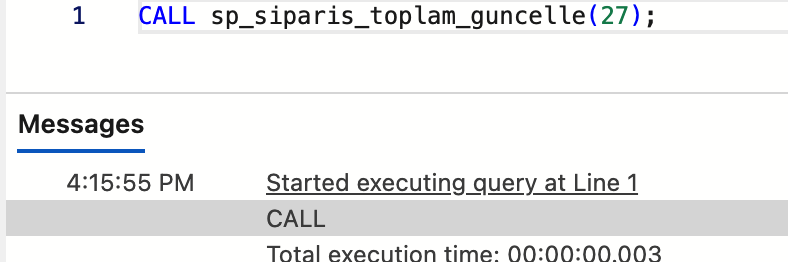 1 CALL sp_siparis_toplam_guncelle(27);
Messages
4:15:55 PM Started executing query at Line 1
CALL
Total execution time: 00:00:00.003